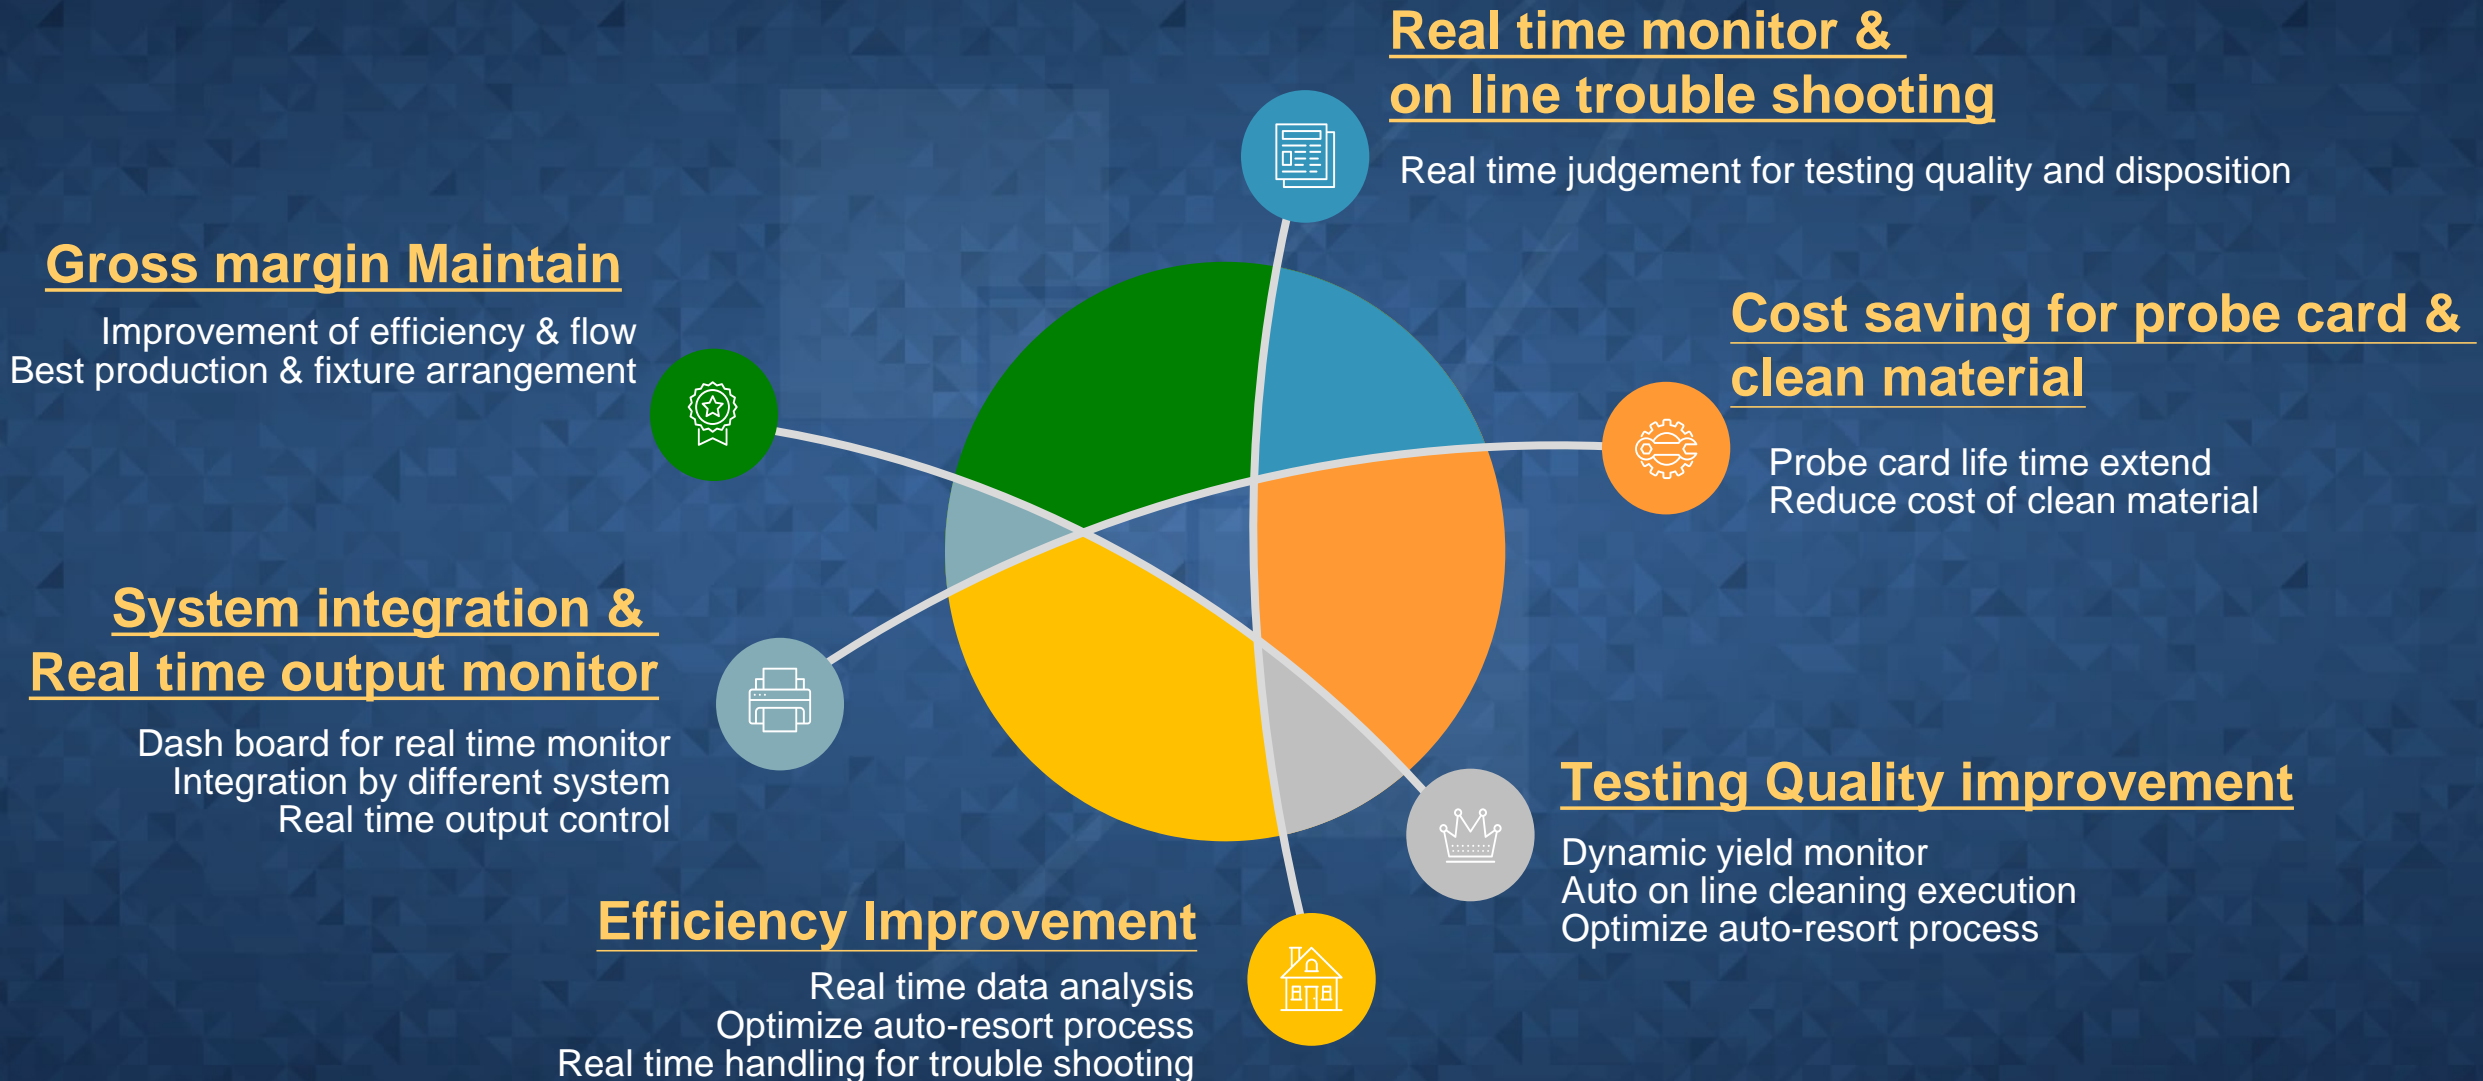 Real time monitor &
on line trouble shooting
Real time judgement for testing quality and disposition
Gross margin Maintain
Improvement of efficiency & flow
Best production & fixture arrangement
Cost saving for probe card &
clean material
Probe card life time extend
Reduce cost of clean material
System integration &
Real time output monitor
Dash board for real time monitor
Integration by different system
Real time output control
Testing Quality improvement
Dynamic yield monitor
Auto on line cleaning execution
Optimize auto-resort process
Efficiency Improvement
Real time data analysis
Optimize auto-resort process
Real time handling for trouble shooting